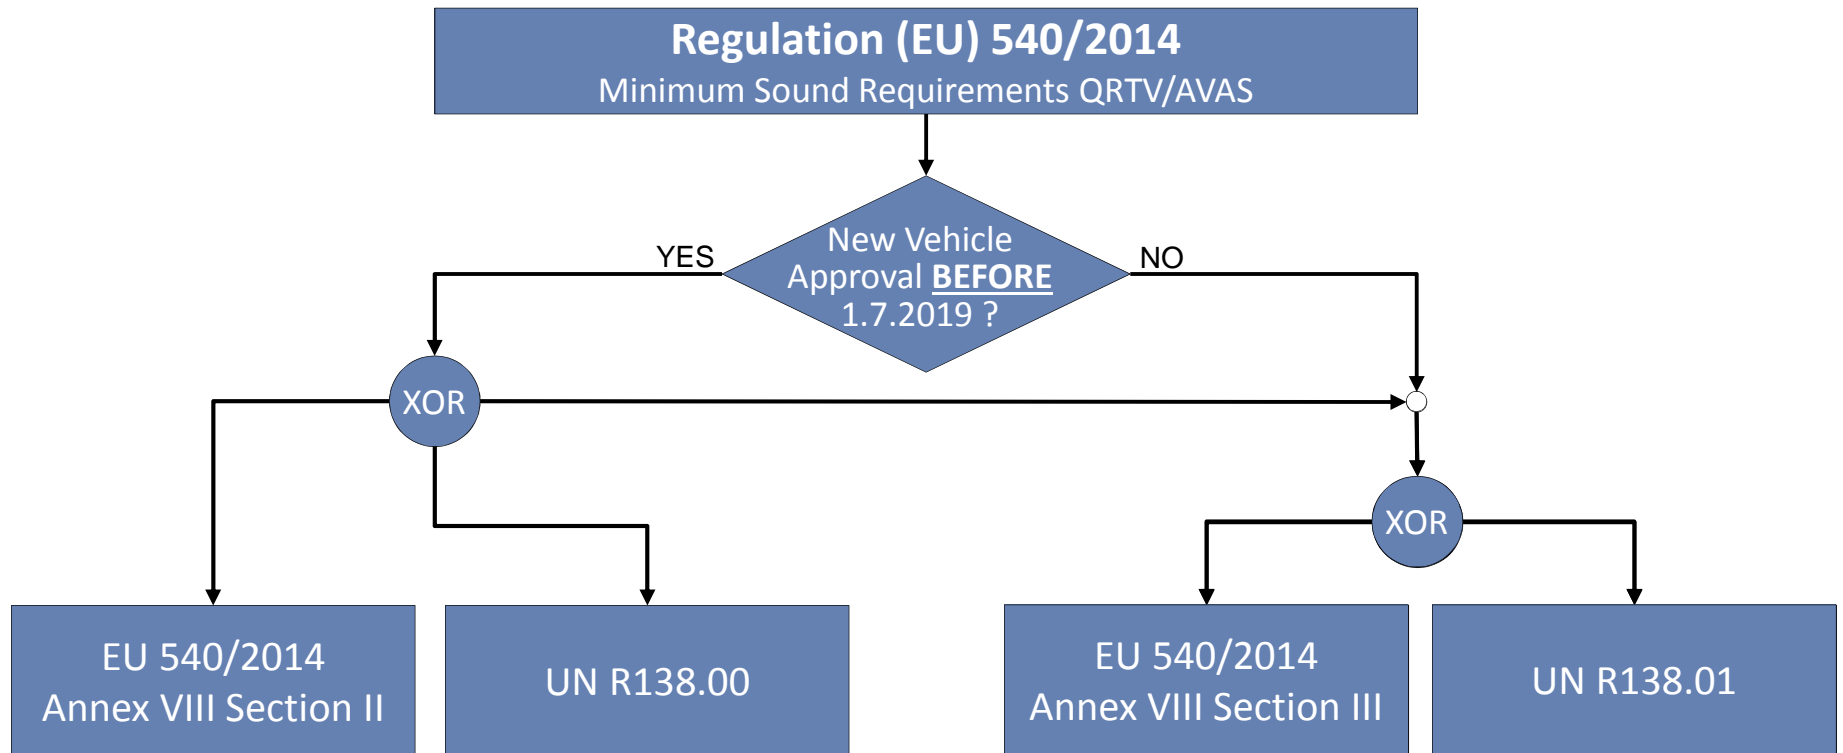 Regulation (EU) 540/2014
Minimum Sound Requirements QRTV/AVAS
New Vehicle
Approval BEFORE
1.7.2019 ?
YES
NO
XOR
XOR
EU 540/2014
Annex VIII Section II
UN R138.00
EU 540/2014
Annex VIII Section III
UN R138.01